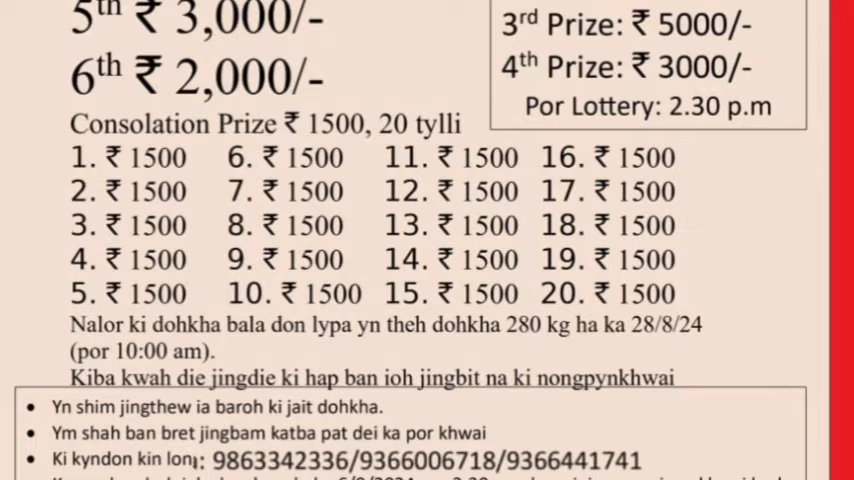 5th ₹ 3,000/-
6th ₹ 2,000/-
3rd Prize: ₹ 5000/-
4th Prize: ₹ 3000/-
Por Lottery: 2.30 p.m
Consolation Prize ₹ 1500, 20 tylli
1. ₹ 1500 6. ₹ 1500 11. ₹ 1500 16. ₹ 1500
2. ₹ 1500 7. ₹ 1500 12. ₹ 1500 17. ₹ 1500
3. ₹ 1500 8. ₹ 1500 13. ₹ 1500 18. ₹ 1500
4. ₹ 1500 9. ₹ 1500 14. ₹ 1500 19. ₹ 1500
5. ₹ 1500 10. ₹ 1500 15. ₹ 1500 20. ₹ 1500
Nalor ki dohkha bala don lypa yn theh dohkha 280 kg ha ka 28/8/24
(por 10:00 am).
Kiba kwah die jingdie ki hap ban ioh jingbit na ki nongpynkhwai
• Yn shim jingthew ia baroh ki jait dohkha.
• Ym shah ban bret jingbam katba pat dei ka por khwai
• Ki kyndon kin long: 9863342336/9366006718/9366441741